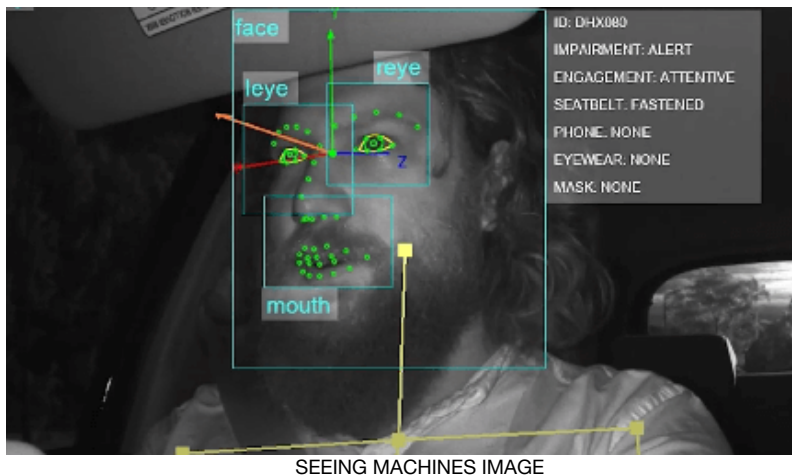 face
Y
ID: DHX080
IMPAIRMENT: ALERT
reye
ENGAGEMENT: ATTENTIVE
leye
SEATBELT: FASTENED
PHONE: NONE
Z
EYEWEAR: NONE
MASK: NONE
mouth
SEEING MACHINES IMAGE